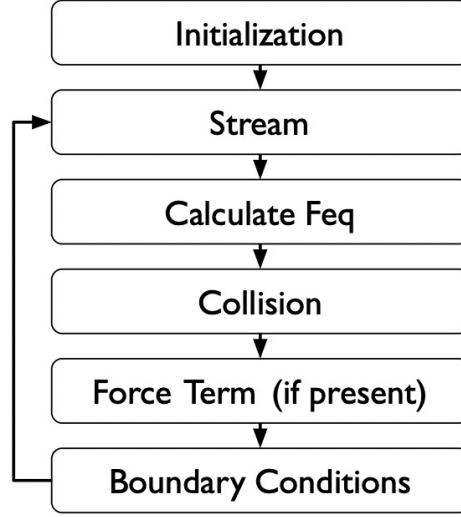 Initialization
Stream
Calculate Feq
Collision
Force Term (if present)
Boundary Conditions